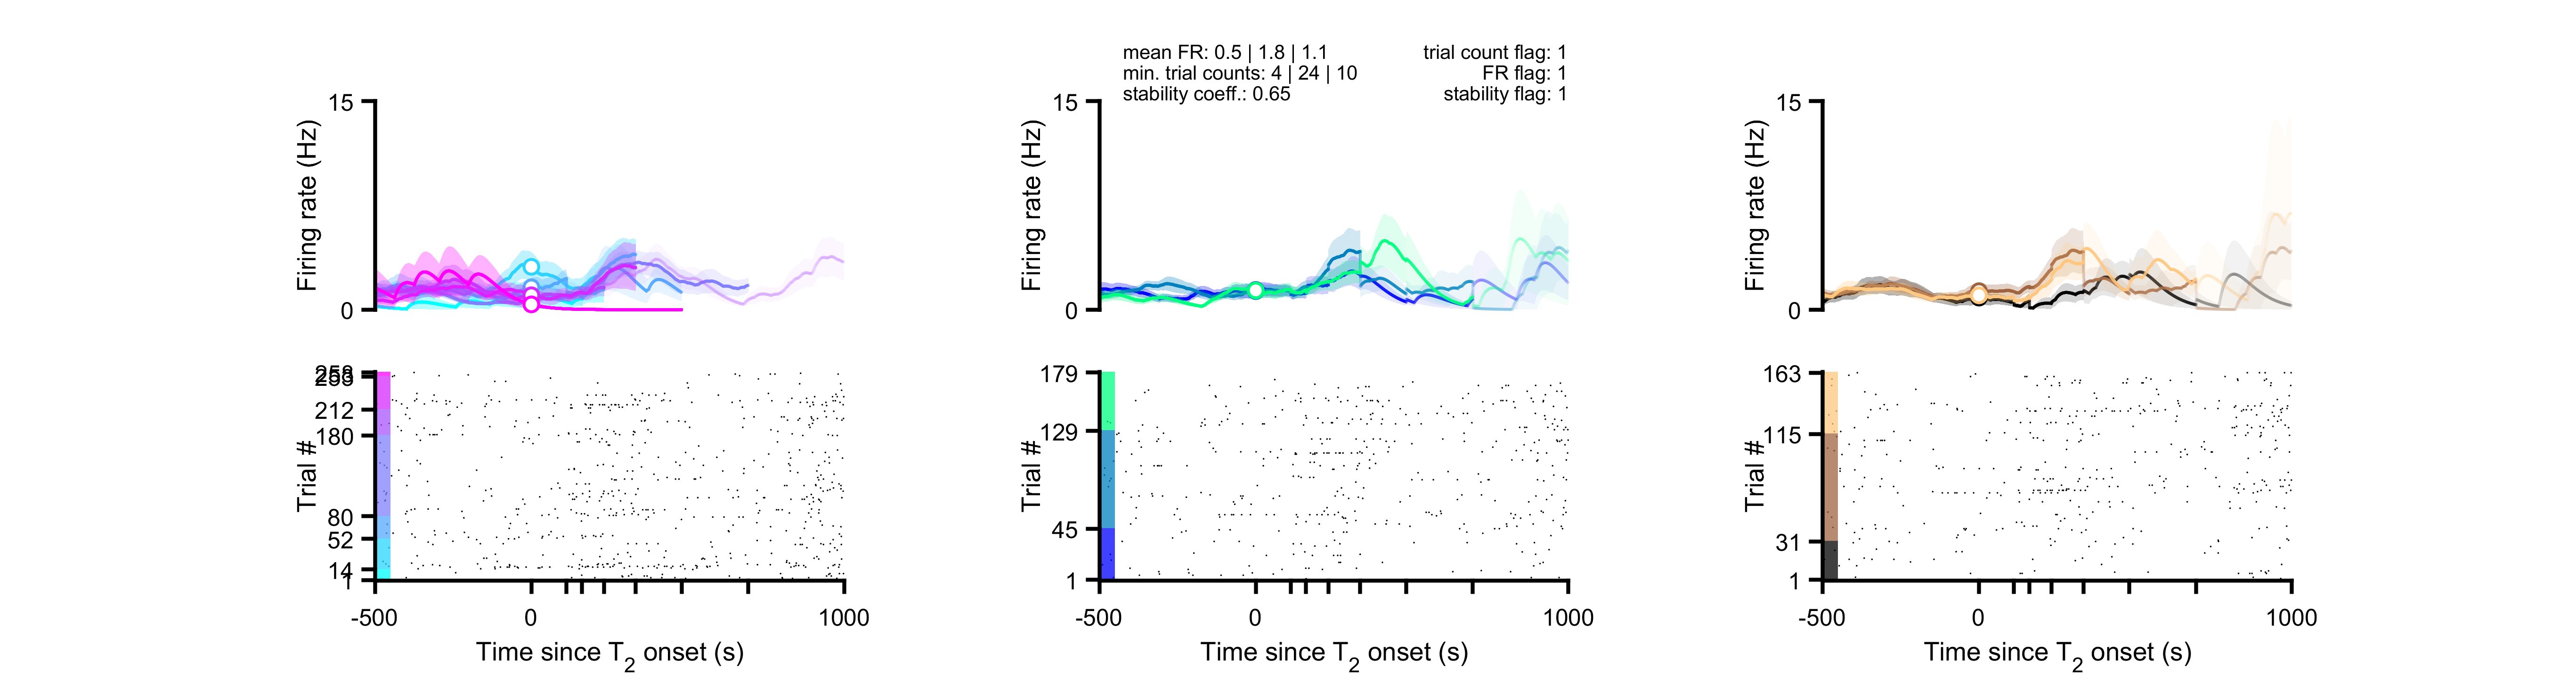 mean FR: 0.5 | 1.8 | 1.1
min. trial counts: 4 | 24 | 10
stability coeff.: 0.65
trial count flag: 1
FR flag: 1
stability flag: 1
15
Firing rate (Hz)
0
15
Firing rate (Hz)
0
15
Firing rate (Hz)
0
212
180
80
52
14
1
Trial #
-500
0
1000
Time since T2 onset (s)
179
129
45
1
Trial #
-500
0
1000
Time since T2 onset (s)
163
115
31
1
Trial #
-500
0
1000
Time since T2 onset (s)